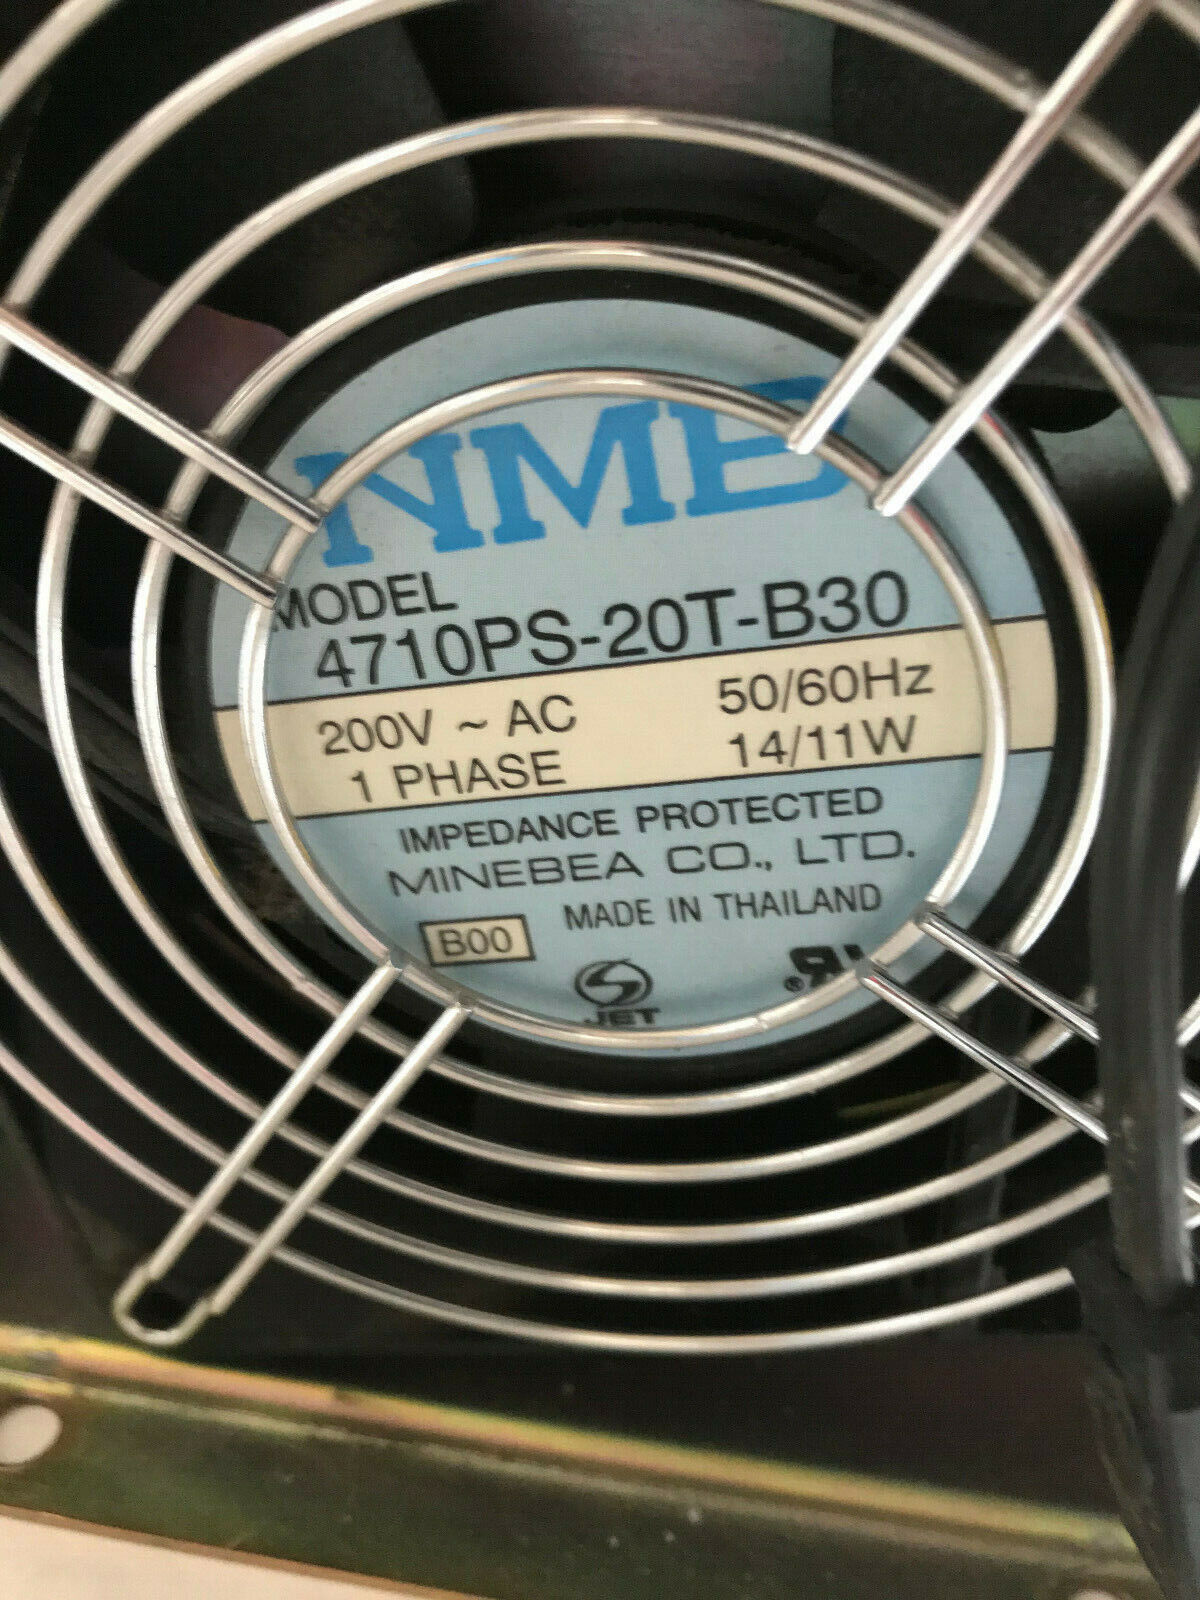 NMB
MODEL
4710PS-20T-B30
200V ~ AC 50/60Hz
1 PHASE 14/11W
IMPEDANCE PROTECTED
MINEBEA CO., LTD.
MADE IN THAILAND
B00
JET